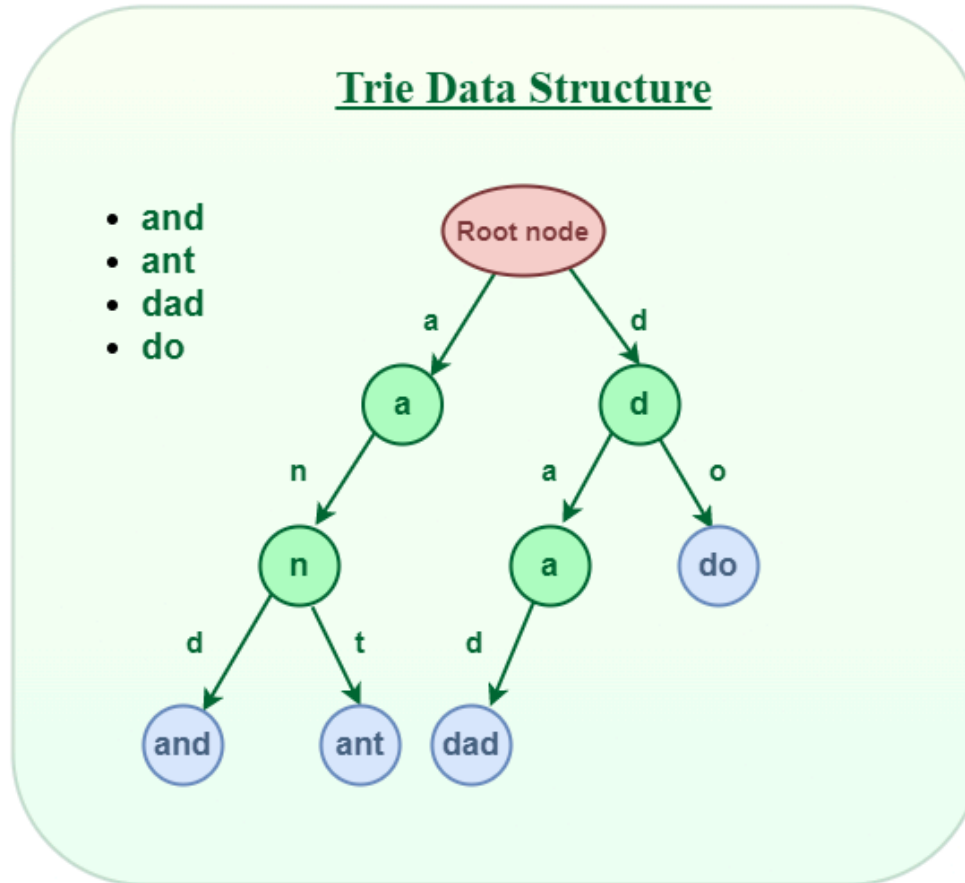 Trie Data Structure
• and
• ant
• dad
• do
Root node
a
d
a
d
n
a
o
n
a
do
d
t
d
and
ant
dad